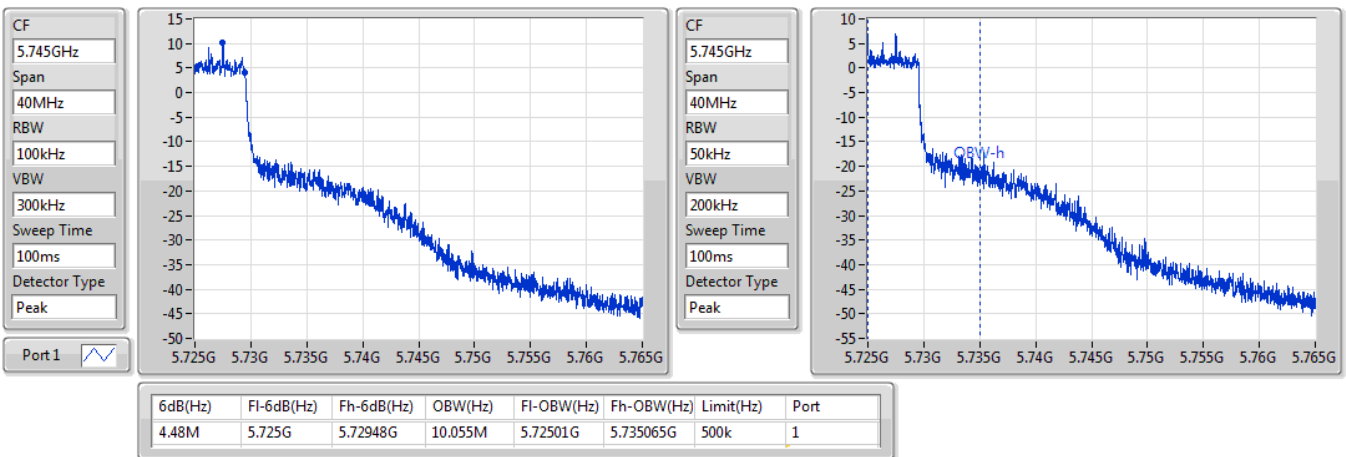 CF
5.745GHz
Span
40MHz
RBW
100kHz
VBW
300kHz
Sweep Time
100ms
Detector Type
Peak
Port 1
15
10
5
0
-5
-10
-15
-20
-25
-30
-35
-40
-45
-50
5.725G 5.73G 5.735G 5.74G 5.745G 5.75G 5.755G 5.76G 5.765G
CF
5.745GHz
Span
40MHz
RBW
50kHz
VBW
200kHz
Sweep Time
100ms
Detector Type
Peak
10
5
0
-5
-10
-15
-20
-25
-30
-35
-40
-45
-50
-55
OBW-h
5.725G 5.73G 5.735G 5.74G 5.745G 5.75G 5.755G 5.76G 5.765G
6dB(Hz) Fl-6dB(Hz) Fh-6dB(Hz) OBW(Hz) Fl-OBW(Hz) Fh-OBW(Hz) Limit(Hz) Port
4.48M 5.725G 5.72948G 10.055M 5.72501G 5.735065G 500k 1